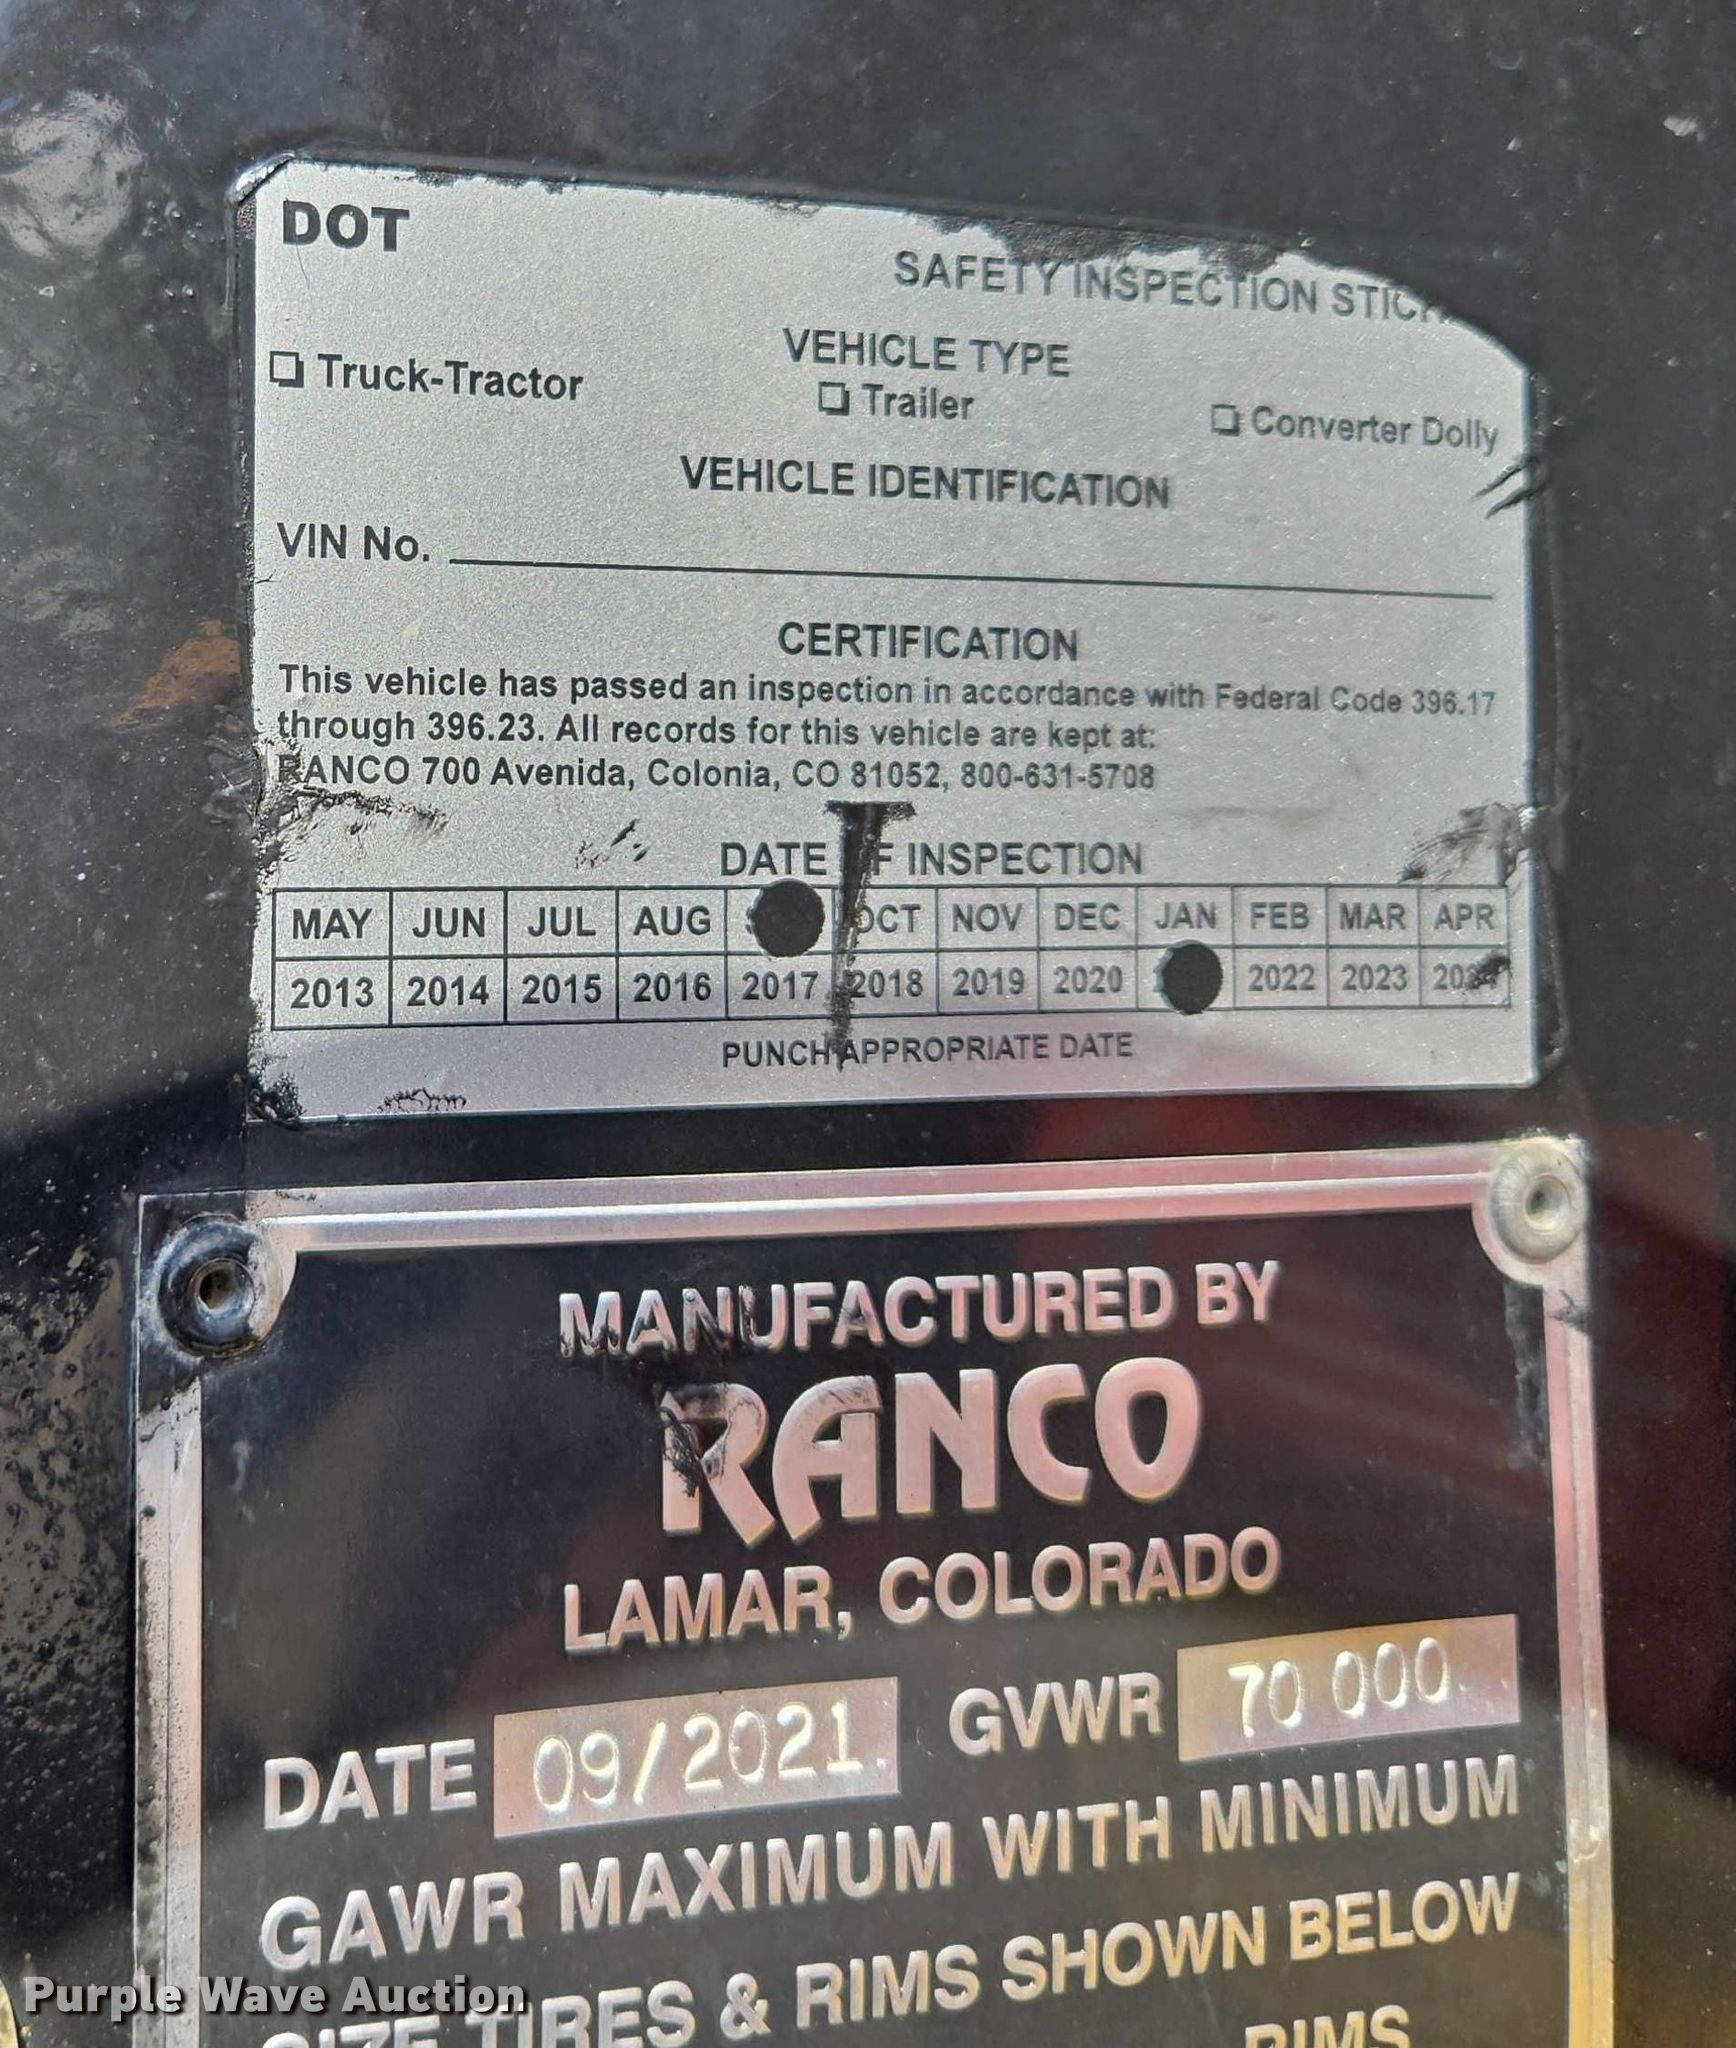 DOT
SAFETY INSPECTION
VEHICLE TYPE
Truck-Tractor
Trailer
Converter Dolly
VEHICLE IDENTIFICATION
VIN No.
CERTIFICATION
This vehicle has passed an inspection in accordance with Federal Code 396.17
through 396.23. All records for this vehicle are kept at:
RANCO 700 Avenida, Colonia, CO 81052, 800-631-5708
DATE OF INSPECTION
MAY JUN JUL AUG OCT NOV DEC JAN FEB MAR APR
2013 2014 2015 2016 2017 2018 2019 2020 2022 2023
PUNCH APPROPRIATE DATE
MANUFACTURED BY
RANCO
LAMAR, COLORADO
DATE 09/2021 GVWR 70 000
GAWR MAXIMUM WITH MINIMUM
SIZE TIRES & RIMS SHOWN BELOW
RIMS
Purple Wave Auction